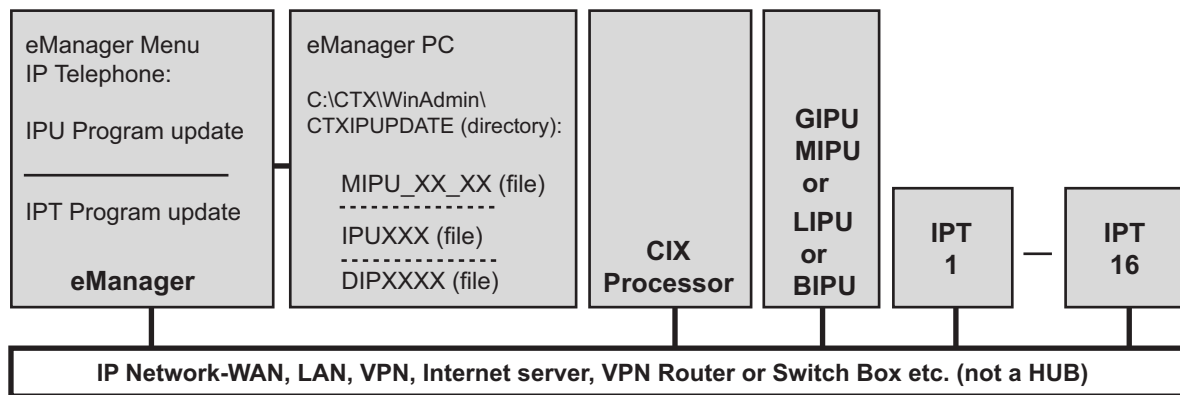 eManager Menu
IP Telephone:
IPU Program update
IPT Program update
eManager
eManager PC
C:\CTX\WinAdmin\
CTXIPUPDATE (directory):
MIPU_XX_XX (file)
IPUXXX (file)
DIPXXXX (file)
CIX
Processor
GIPU
MIPU
or
LIPU
or
BIPU
IPT
1
—
IPT
16
IP Network-WAN, LAN, VPN, Internet server, VPN Router or Switch Box etc. (not a HUB)